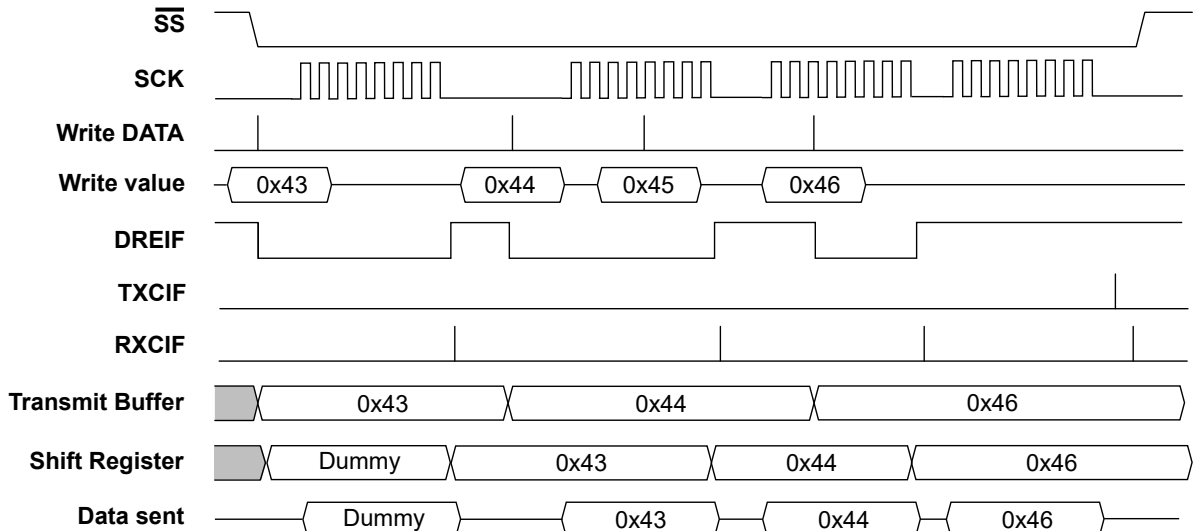 SS
SCK
Write DATA
Write value 0x43 0x44 0x45 0x46
DREIF
TXCIF
RXCIF
Transmit Buffer 0x43 0x44 0x46
Shift Register Dummy 0x43 0x44 0x46
Data sent Dummy 0x43 0x44 0x46